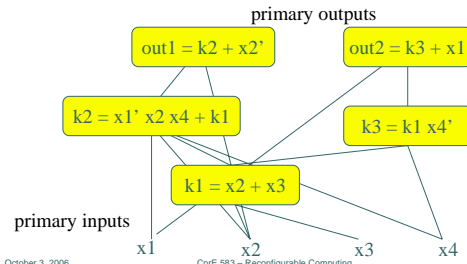 primary outputs
out1 = k2 + x2’
out2 = k3 + x1
k2 = x1’ x2 x4 + k1
k3 = k1 x4’
k1 = x2 + x3
primary inputs
x1 x2 x3 x4
October 3, 2006 CprE 583 – Reconfigurable Computing